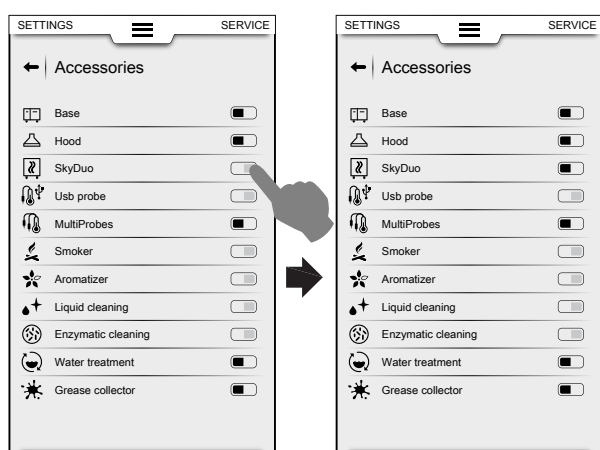 SETTINGS SERVICE
Accessories
Base
Hood
SkyDuo
Usb probe
MultiProbes
Smoker
Aromatizer
Liquid cleaning
Enzymatic cleaning
Water treatment
Grease collector
SETTINGS SERVICE
Accessories
Base
Hood
SkyDuo
Usb probe
MultiProbes
Smoker
Aromatizer
Liquid cleaning
Enzymatic cleaning
Water treatment
Grease collector